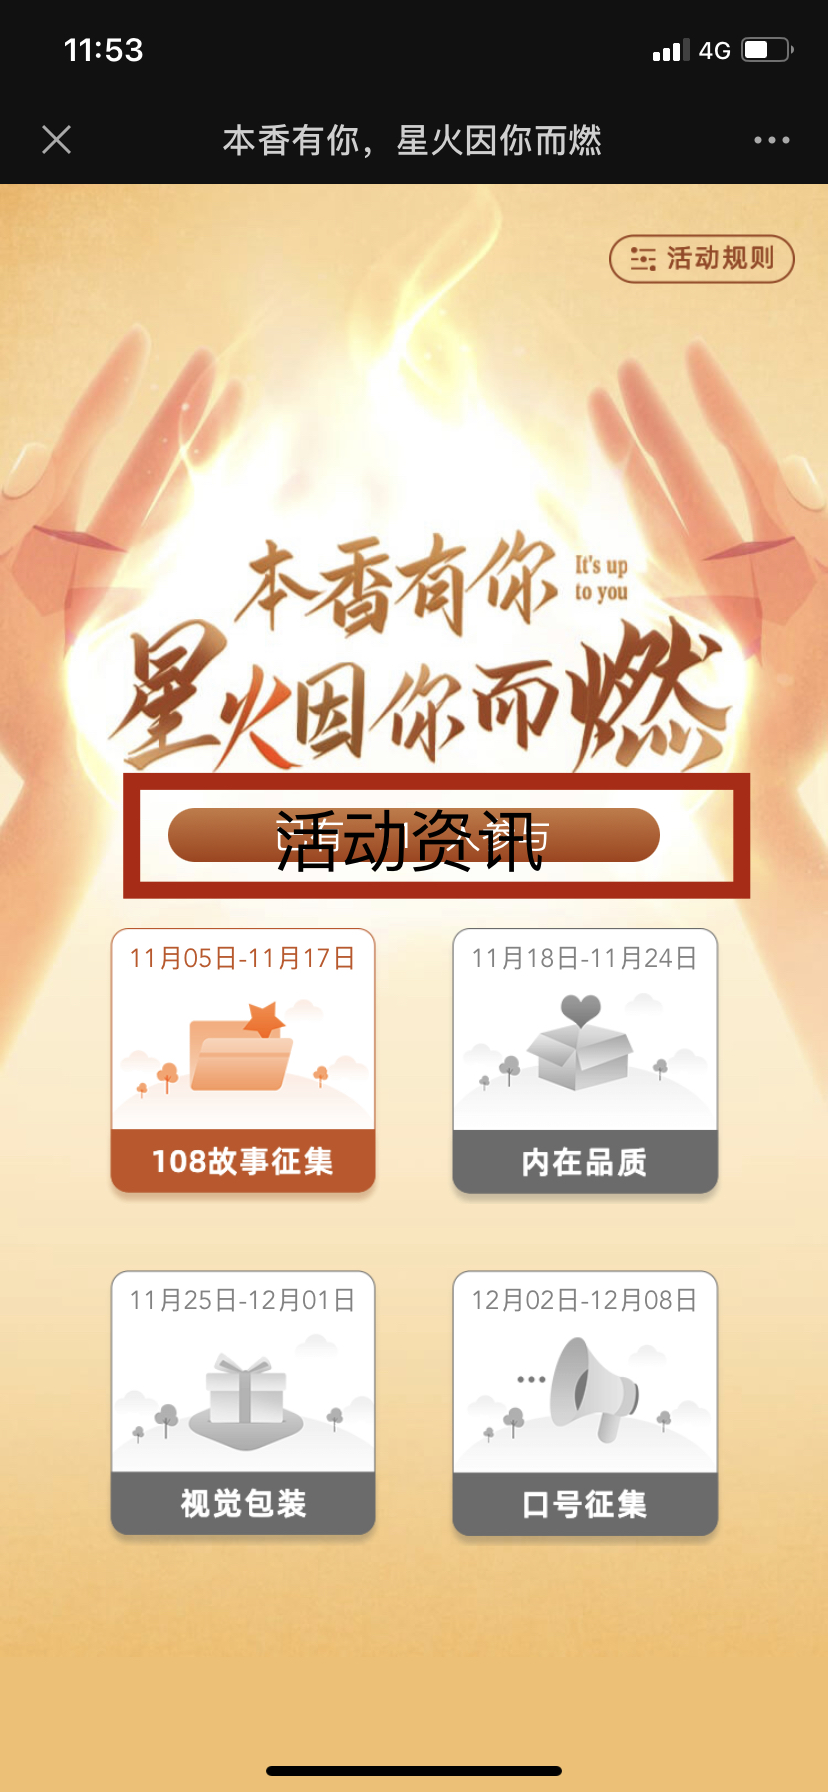 11:53
4G
本香有你，星火因你而燃
活动规则
本香有你
It's up
to you
星火因你而燃
活动资讯
11月05日-11月17日
11月18日-11月24日
108故事征集
内在品质
11月25日-12月01日
12月02日-12月08日
视觉包装
口号征集